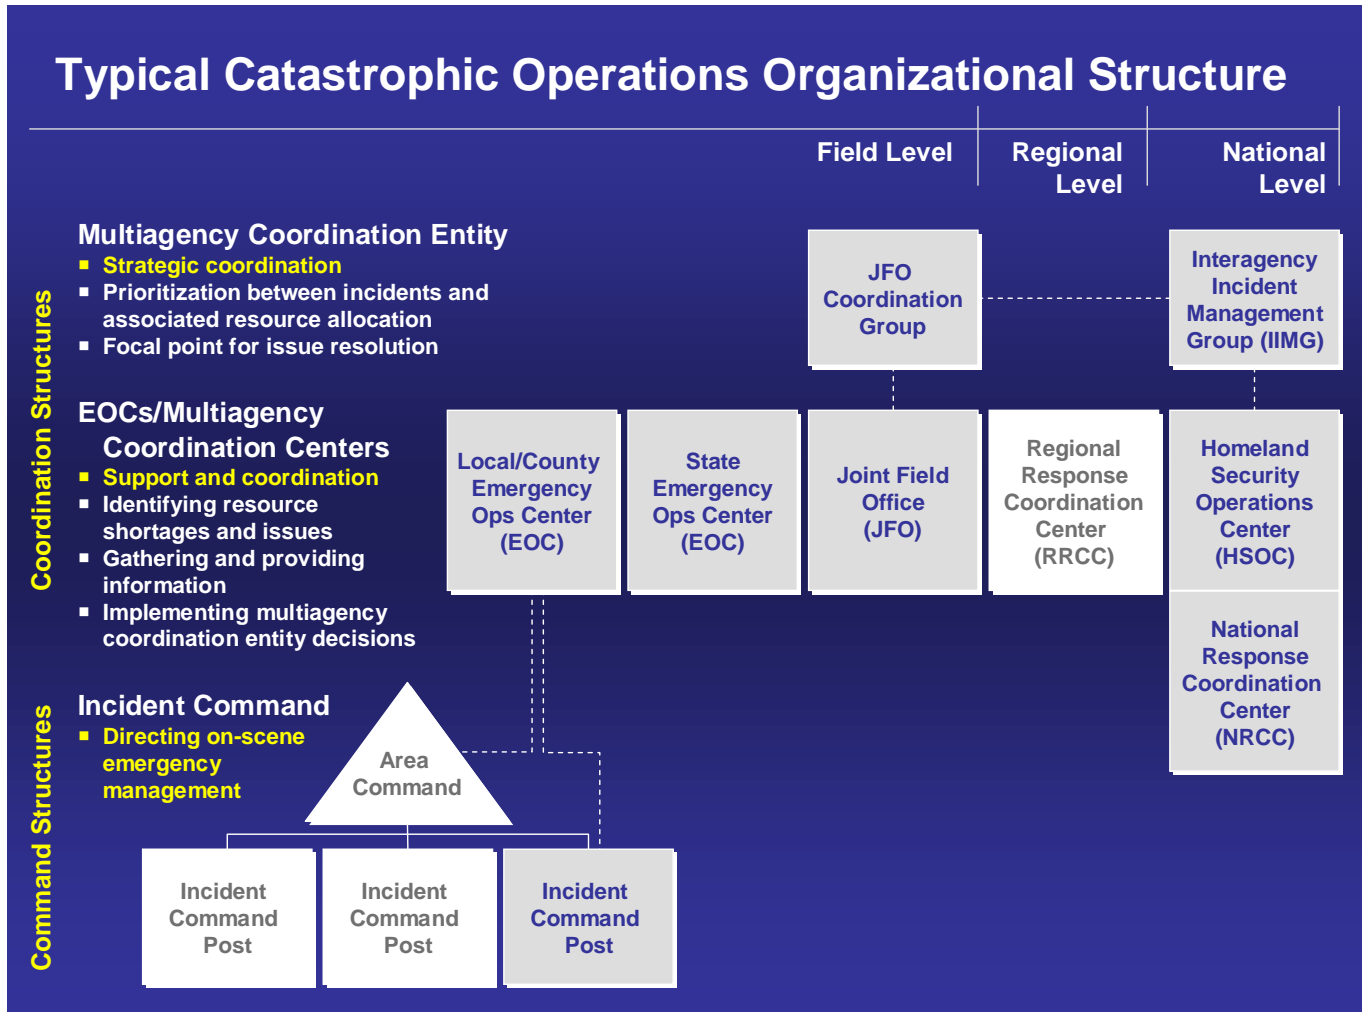 Typical Catastrophic Operations Organizational Structure
Field Level
Regional
Level
National
Level
Coordination Structures
Multiagency Coordination Entity
▪ Strategic coordination
▪ Prioritization between incidents and
associated resource allocation
▪ Focal point for issue resolution
JFO
Coordination
Group
Interagency
Incident
Management
Group (IIMG)
EOCs/Multiagency
Coordination Centers
▪ Support and coordination
▪ Identifying resource
shortages and issues
▪ Gathering and providing
information
▪ Implementing multiagency
coordination entity decisions
Local/County
Emergency
Ops Center
(EOC)
State
Emergency
Ops Center
(EOC)
Joint Field
Office
(JFO)
Regional
Response
Coordination
Center
(RRCC)
Homeland
Security
Operations
Center
(HSOC)
National
Response
Coordination
Center
(NRCC)
Command Structures
Incident Command
▪ Directing on-scene
emergency
management
Area
Command
Incident
Command
Post
Incident
Command
Post
Incident
Command
Post